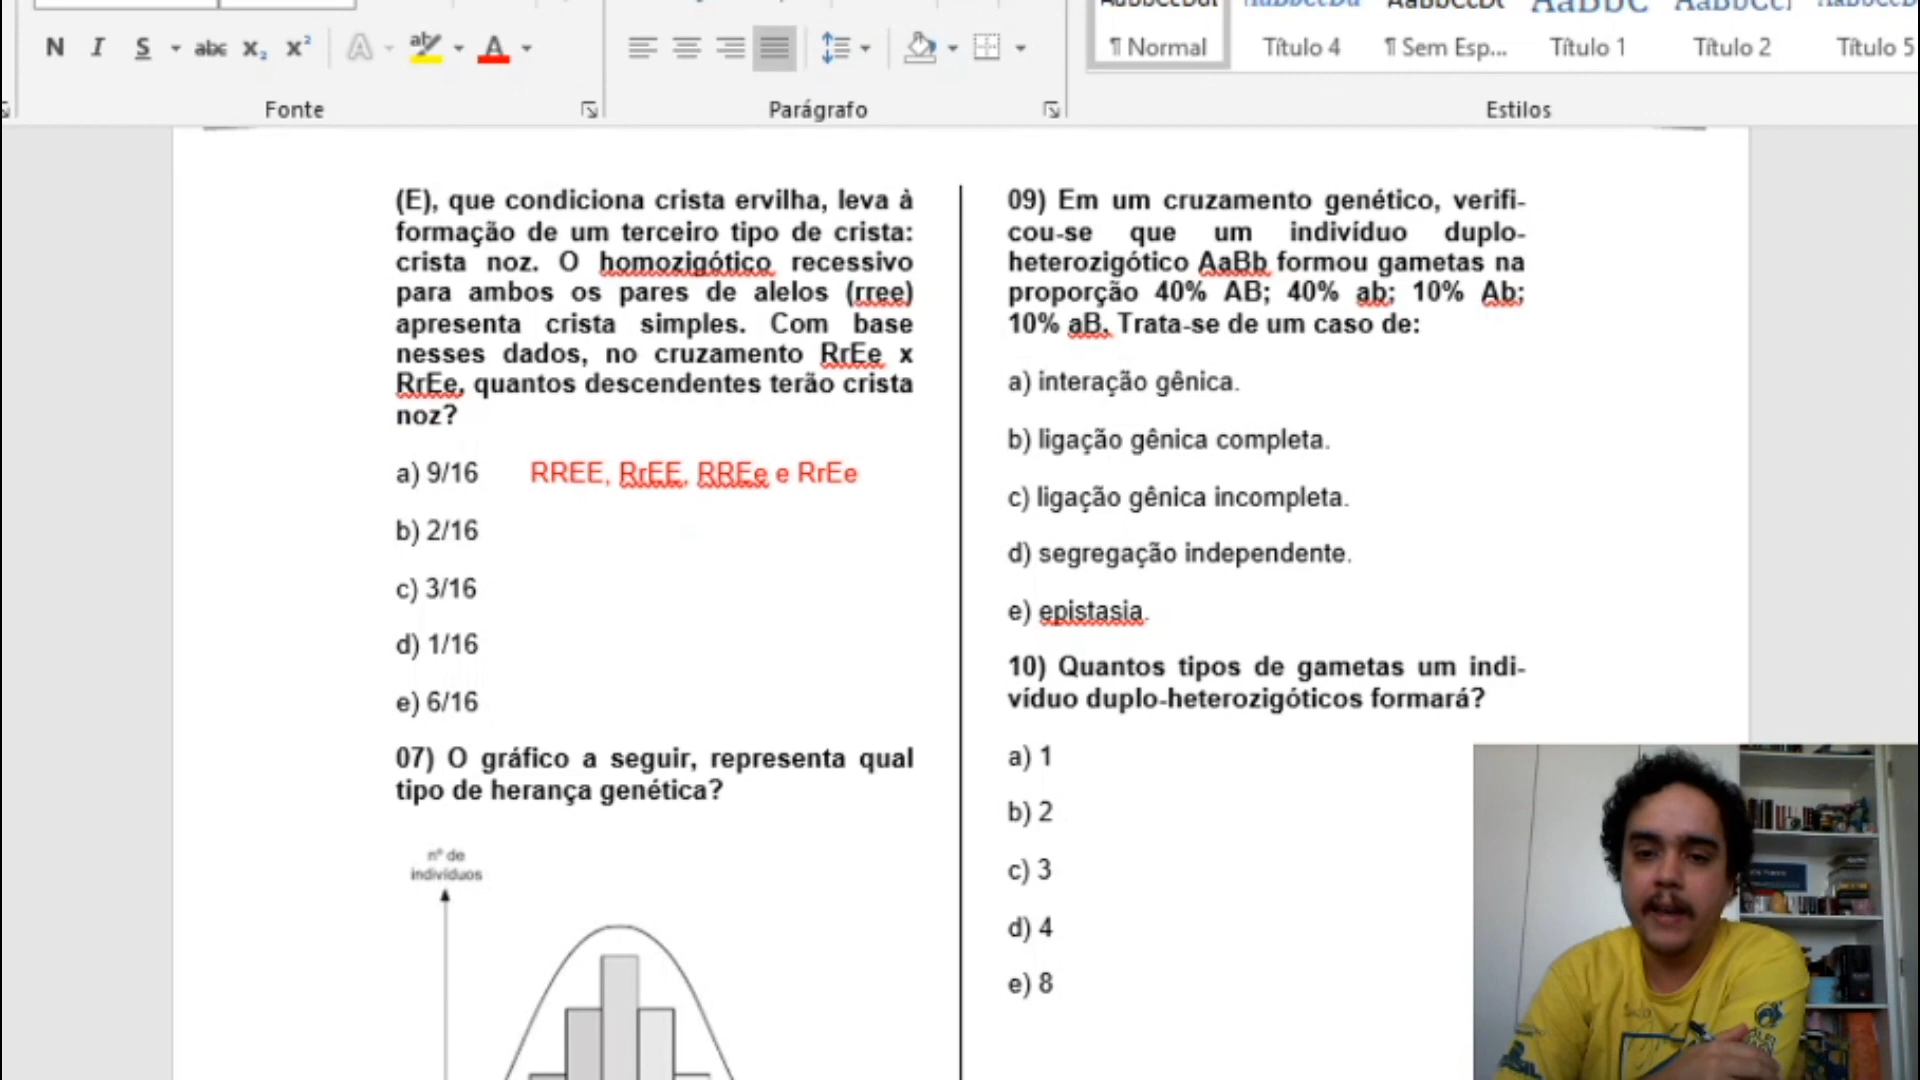 AaBbCcDdI AaBbCcDd AaBbCcDc AaBbC AaBbCcI AaBbCcD
N I S abc X₂ X² A ab A
¶ Normal Título 4 ¶ Sem Esp... Título 1 Título 2 Título 5
Fonte Parágrafo Estilos
(E), que condiciona crista ervilha, leva à
formação de um terceiro tipo de crista:
crista noz. O homozigótico recessivo
para ambos os pares de alelos (rree)
apresenta crista simples. Com base
nesses dados, no cruzamento RrEe x
RrEe, quantos descendentes terão crista
noz?
a) 9/16 RREE, RrEE, RREe e RrEe
b) 2/16
c) 3/16
d) 1/16
e) 6/16
07) O gráfico a seguir, representa qual
tipo de herança genética?
nº de
indivíduos
09) Em um cruzamento genético, verifi-
cou-se que um indivíduo duplo-
heterozigótico AaBb formou gametas na
proporção 40% AB; 40% ab; 10% Ab;
10% aB. Trata-se de um caso de:
a) interação gênica.
b) ligação gênica completa.
c) ligação gênica incompleta.
d) segregação independente.
e) epistasia.
10) Quantos tipos de gametas um indi-
víduo duplo-heterozigóticos formará?
a) 1
b) 2
c) 3
d) 4
e) 8